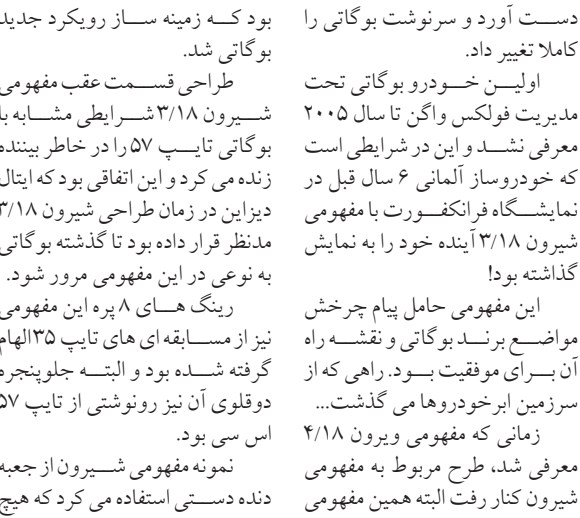 دست آورد و سرنوشت بوگاتی را
کاملا تغییر داد.
اولین خودرو بوگاتی تحت
مدیریت فولکس واگن تا سال ۲۰۰۵
معرفی نشد و این در شرایطی است
که خودروساز آلمانی ۶ سال قبل در
نمایشگاه فرانکفورت با مفهومی
شیرون ۳/۱۸ آینده خود را به نمایش
گذاشته بود!
این مفهومی حامل پیام چرخش
مواضع برند بوگاتی و نقشه راه
آن برای موفقیت بود. راهی که از
سرزمین ابرخودروها می گذشت...
زمانی که مفهومی ویرون ۴/۱۸
معرفی شد، طرح مربوط به مفهومی
شیرون کنار رفت البته همین مفهومی
بود که زمینه ساز رویکرد جدید
بوگاتی شد.
طراحی قسمت عقب مفهومی
شیرون ۳/۱۸ شرایطی مشابه با
بوگاتی تایپ ۵۷ را در خاطر بیننده
زنده می کرد و این اتفاقی بود که ایتال
دیزاین در زمان طراحی شیرون ۳/۱۸
مدنظر قرار داده بود تا گذشته بوگاتی
به نوعی در این مفهومی مرور شود.
رینگ های ۸ پره این مفهومی
نیز از مسابقه ای های تایپ ۳۵ الهام
گرفته شده بود و البته جلوپنجره
دوقلوی آن نیز رونوشتی از تایپ ۵۷
اس سی بود.
نمونه مفهومی شیرون از جعبه
دنده دستی استفاده می کرد که هیچ